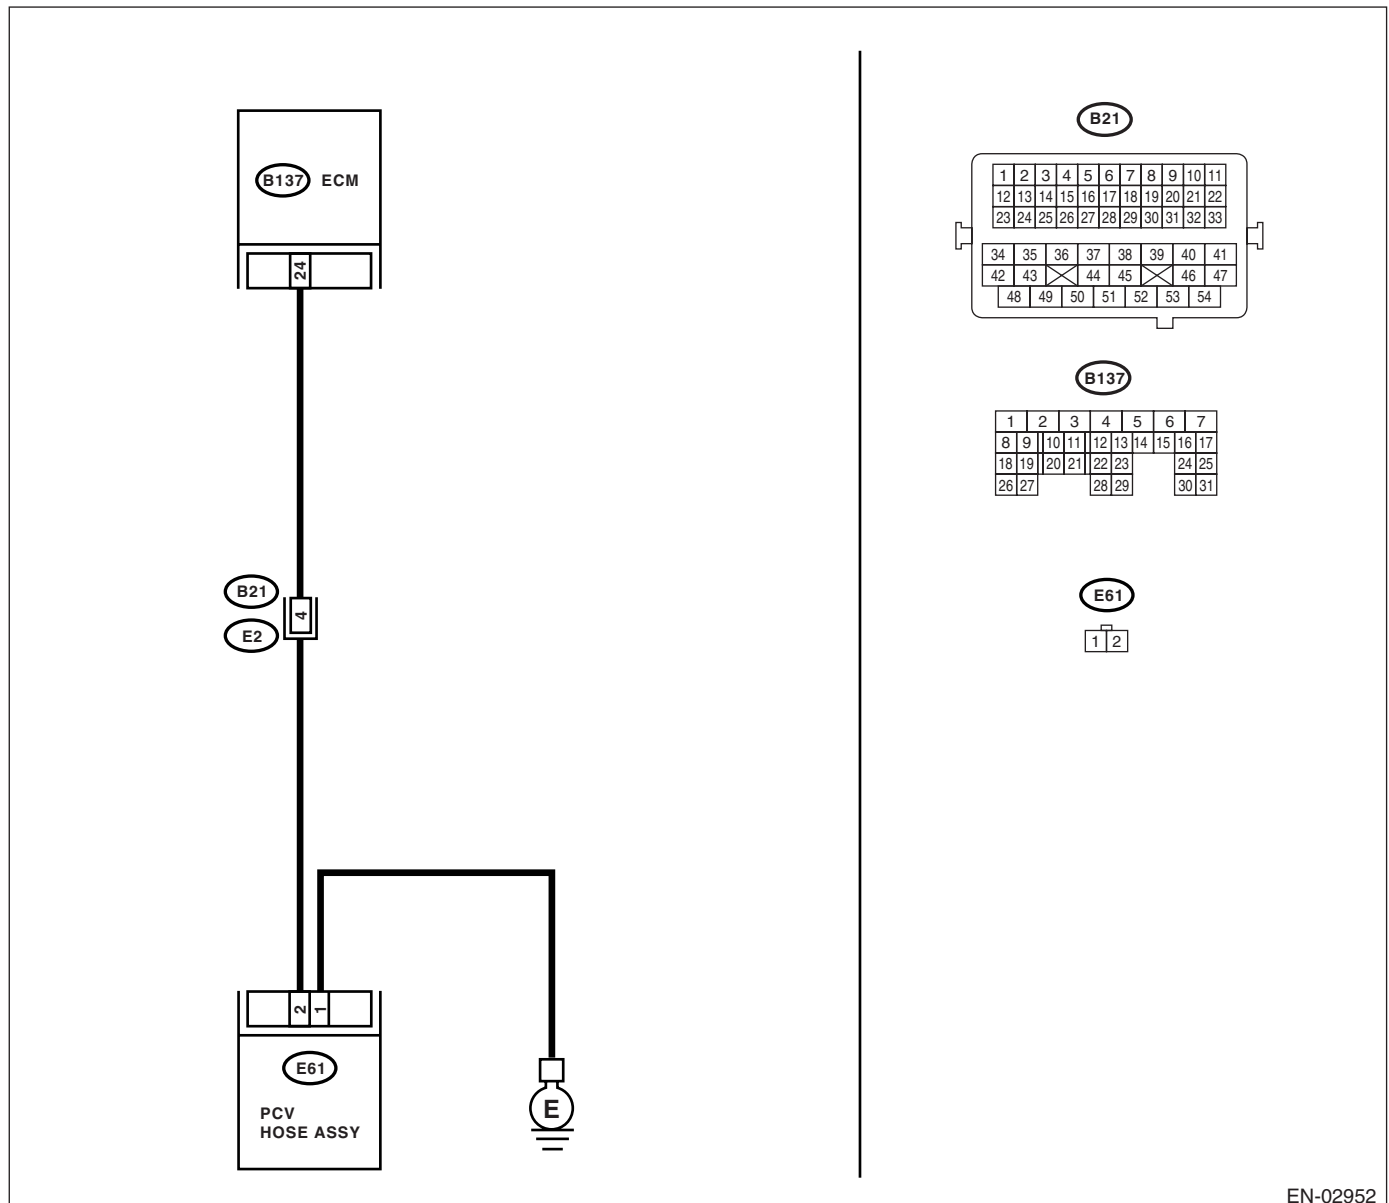 B137 ECM
24
B21
4
E2
2 1
E61
PCV
HOSE ASSY
E
B21
1 2 3 4 5 6 7 8 9 10 11
12 13 14 15 16 17 18 19 20 21 22
23 24 25 26 27 28 29 30 31 32 33
34 35 36 37 38 39 40 41
42 43 44 45 46 47
48 49 50 51 52 53 54
B137
1 2 3 4 5 6 7
8 9 10 11 12 13 14 15 16 17
18 19 20 21 22 23 24 25
26 27 28 29 30 31
E61
1 2
EN-02952